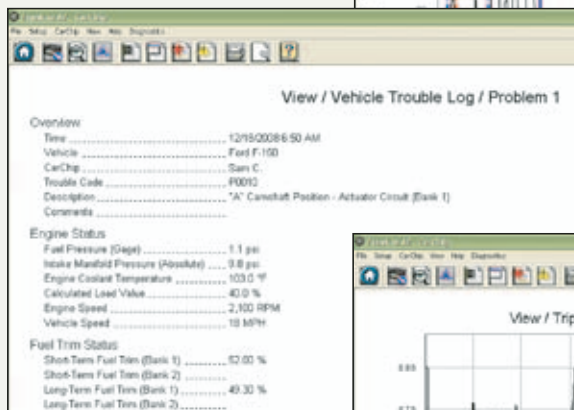 File Setup CarChip View Help Diagnostics
View / Vehicle Trouble Log / Problem 1
Overview
Time 12/15/2008 6:50 AM
Vehicle Ford F-150
CarChip Sam C.
Trouble Code P0010
Description "A" Camshaft Position - Actuator Circuit (Bank 1)
Comments
Engine Status
Fuel Pressure (Gage) 1.1 psi
Intake Manifold Pressure (Absolute) 9.8 psi
Engine Coolant Temperature 103.0 °F
Calculated Load Value 40.0 %
Engine Speed 2,100 RPM
Vehicle Speed 18 MPH
Fuel Trim Status
Short-Term Fuel Trim (Bank 1) 52.00 %
Short-Term Fuel Trim (Bank 2)
Long-Term Fuel Trim (Bank 1) 49.30 %
Long-Term Fuel Trim (Bank 2)
File Setup CarChip View Help Diagnostics
View / Trip